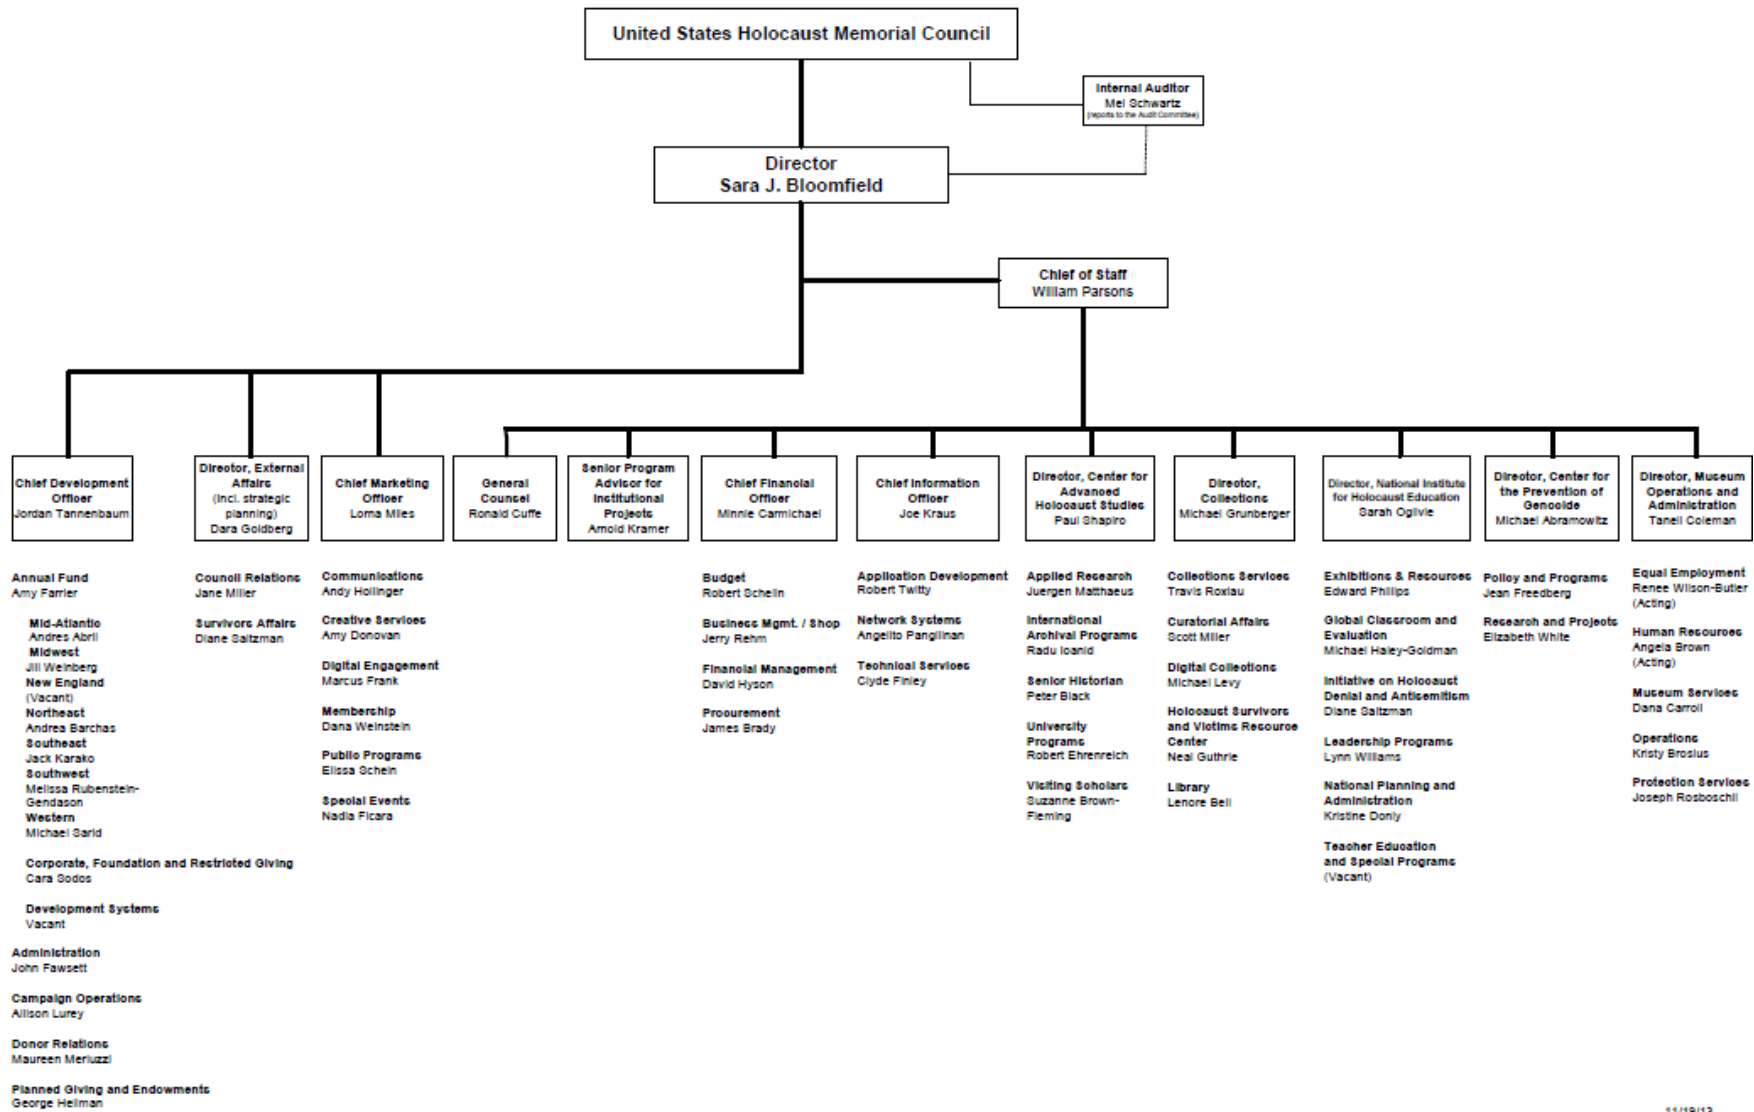 United States Holocaust Memorial Council
Internal Auditor
Mel Schwartz
(reports to the Audit Committee)
Director
Sara J. Bloomfield
Chief of Staff
William Parsons
Chief Development
Officer
Jordan Tannenbaum
Director, External
Affairs
(incl. strategic
planning)
Dara Goldberg
Chief Marketing
Officer
Lorna Miles
General
Counsel
Ronald Cuffe
Senior Program
Advisor for
Institutional
Projects
Arnold Kramer
Chief Financial
Officer
Minnie Carmichael
Chief Information
Officer
Joe Kraus
Director, Center for
Advanced
Holocaust Studies
Paul Shapiro
Director,
Collections
Michael Grunberger
Director, National Institute
for Holocaust Education
Sarah Ogilvie
Director, Center for
the Prevention of
Genocide
Michael Abramowitz
Director, Museum
Operations and
Administration
Tanell Coleman
Annual Fund
Amy Farrier
Mid-Atlantic
Andres Abril
Midwest
Jill Weinberg
New England
(Vacant)
Northeast
Andrea Barchas
Southeast
Jack Karako
Southwest
Melissa Rubenstein-
Gendason
Western
Michael Sarid
Corporate, Foundation and Restricted Giving
Cara Sodos
Development Systems
Vacant
Administration
John Fawsett
Campaign Operations
Allison Lurey
Donor Relations
Maureen Merluzzi
Planned Giving and Endowments
George Hellman
Council Relations
Jane Miller
Survivors Affairs
Diane Saltzman
Communications
Andy Hollinger
Creative Services
Amy Donovan
Digital Engagement
Marcus Frank
Membership
Dana Weinstein
Public Programs
Elissa Schein
Special Events
Nadia Ficara
Budget
Robert Schelin
Business Mgmt. / Shop
Jerry Rehm
Financial Management
David Hyson
Procurement
James Brady
Application Development
Robert Twitty
Network Systems
Angelito Pangilinan
Technical Services
Clyde Finley
Applied Research
Juergen Matthaeus
International
Archival Programs
Radu Ioanid
Senior Historian
Peter Black
University
Programs
Robert Ehrenreich
Visiting Scholars
Suzanne Brown-
Fleming
Collections Services
Travis Roxlau
Curatorial Affairs
Scott Miller
Digital Collections
Michael Levy
Holocaust Survivors
and Victims Resource
Center
Neal Guthrie
Library
Lenore Bell
Exhibitions & Resources
Edward Phillips
Global Classroom and
Evaluation
Michael Haley-Goldman
Initiative on Holocaust
Denial and Antisemitism
Diane Saltzman
Leadership Programs
Lynn Williams
National Planning and
Administration
Kristine Donly
Teacher Education
and Special Programs
(Vacant)
Policy and Programs
Jean Freedberg
Research and Projects
Elizabeth White
Equal Employment
Renee Wilson-Butler
(Acting)
Human Resources
Angela Brown
(Acting)
Museum Services
Dana Carroll
Operations
Kristy Brosius
Protection Services
Joseph Rosboschil
11/19/13